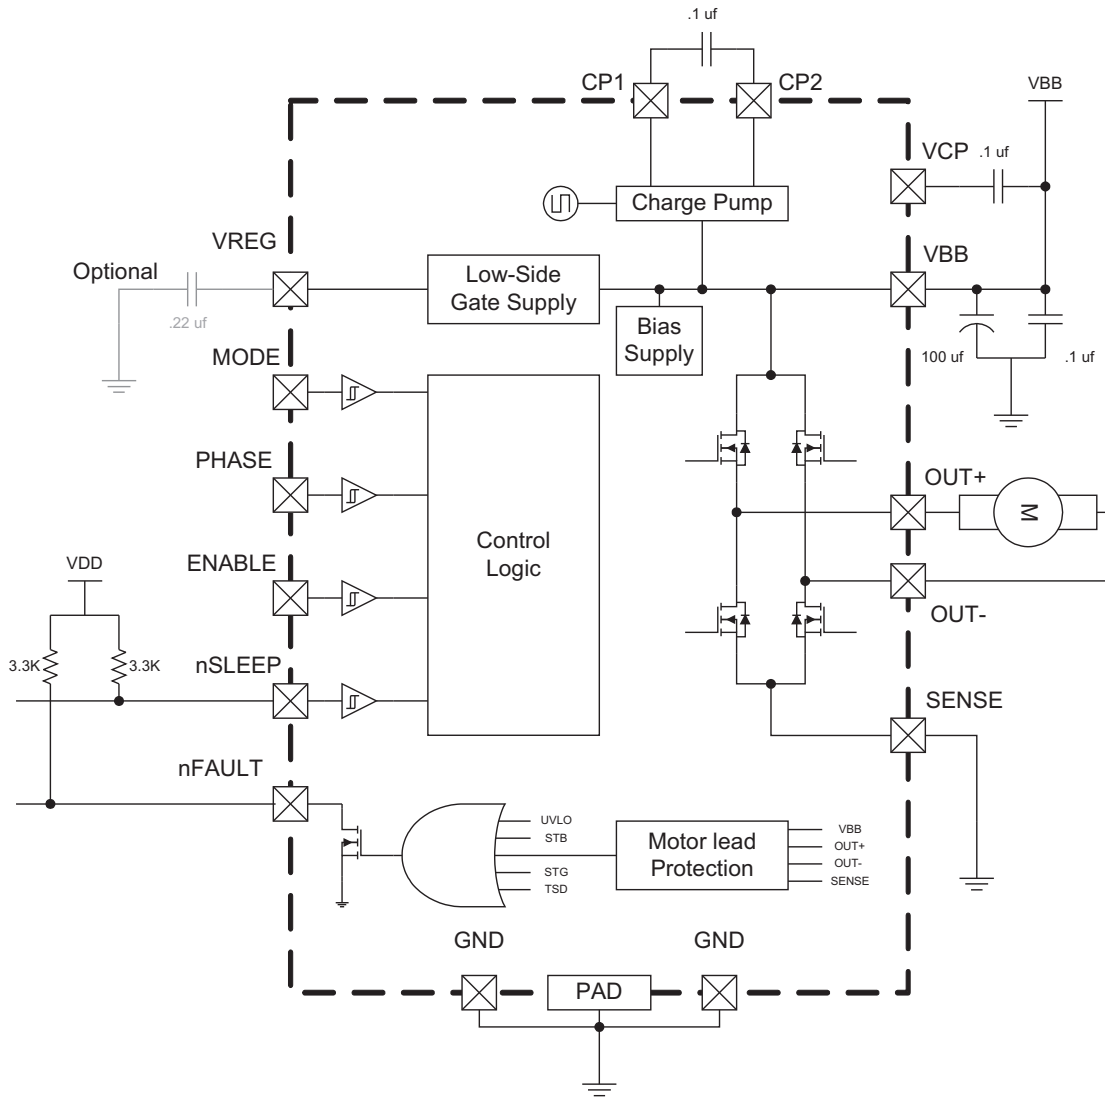 .1 uf
CP1
CP2
VBB
VCP
.1 uf
Charge Pump
VREG
VBB
Optional
Low-Side
Gate Supply
.22 uf
Bias
Supply
100 uf
.1 uf
MODE
PHASE
OUT+
M
Control
Logic
ENABLE
VDD
OUT-
3.3K
3.3K
nSLEEP
SENSE
nFAULT
UVLO
STB
STG
TSD
Motor lead
Protection
VBB
OUT+
OUT-
SENSE
GND
GND
PAD